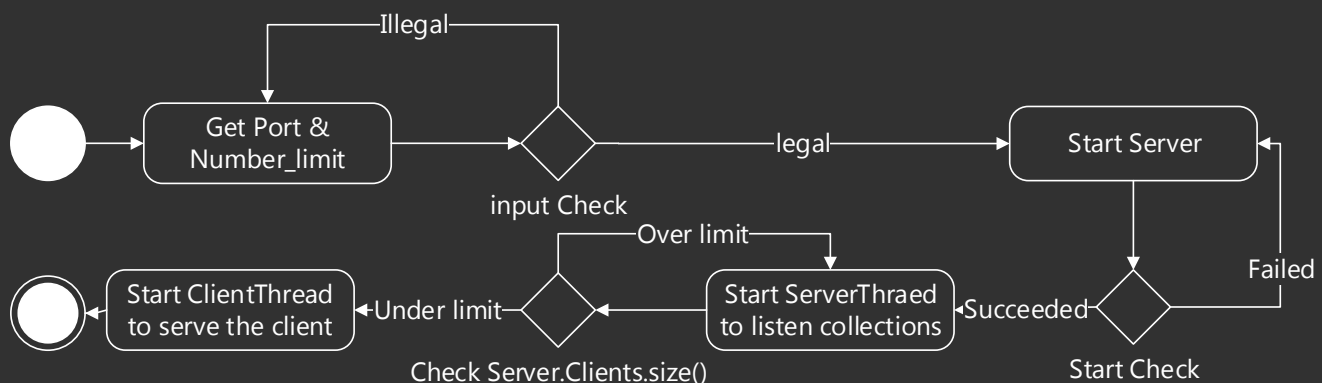 Illegal
Get Port &
Number_limit
legal
Start Server
input Check
Over limit
Failed
Start ClientThread
to serve the client
Under limit
Start ServerThraed
to listen collections
Succeeded
Check Server.Clients.size()
Start Check